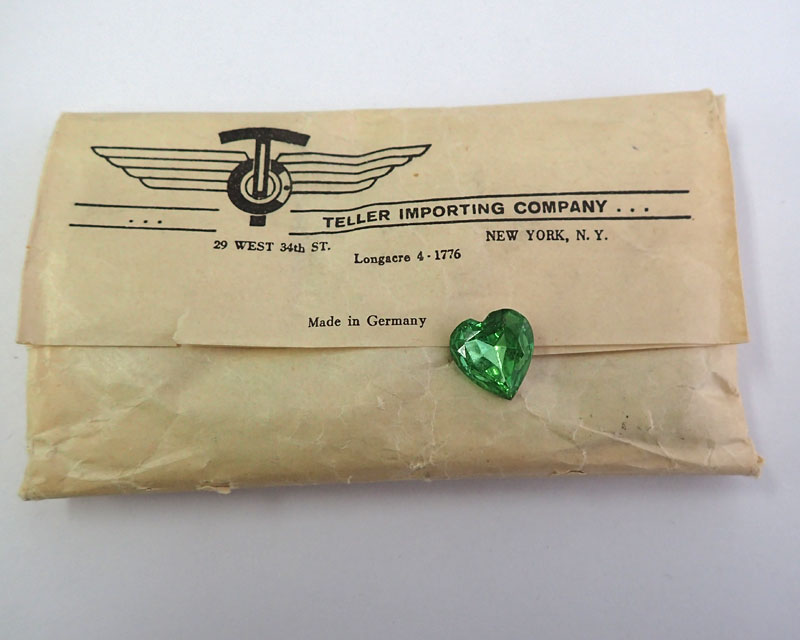 T
. . . TELLER IMPORTING COMPANY . . .
29 WEST 34th ST. Longacre 4-1776 NEW YORK, N. Y.
Made in Germany